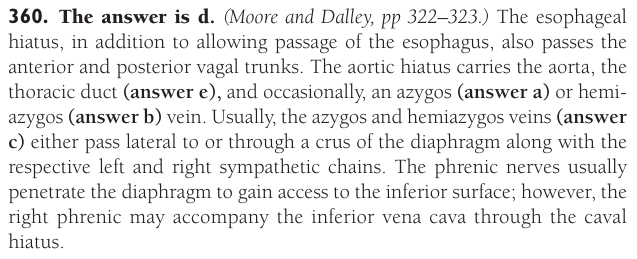 360. The answer is d. (Moore and Dalley, pp 322–323.) The esophageal
hiatus, in addition to allowing passage of the esophagus, also passes the
anterior and posterior vagal trunks. The aortic hiatus carries the aorta, the
thoracic duct (answer e), and occasionally, an azygos (answer a) or hemi-
azygos (answer b) vein. Usually, the azygos and hemiazygos veins (answer
c) either pass lateral to or through a crus of the diaphragm along with the
respective left and right sympathetic chains. The phrenic nerves usually
penetrate the diaphragm to gain access to the inferior surface; however, the
right phrenic may accompany the inferior vena cava through the caval
hiatus.